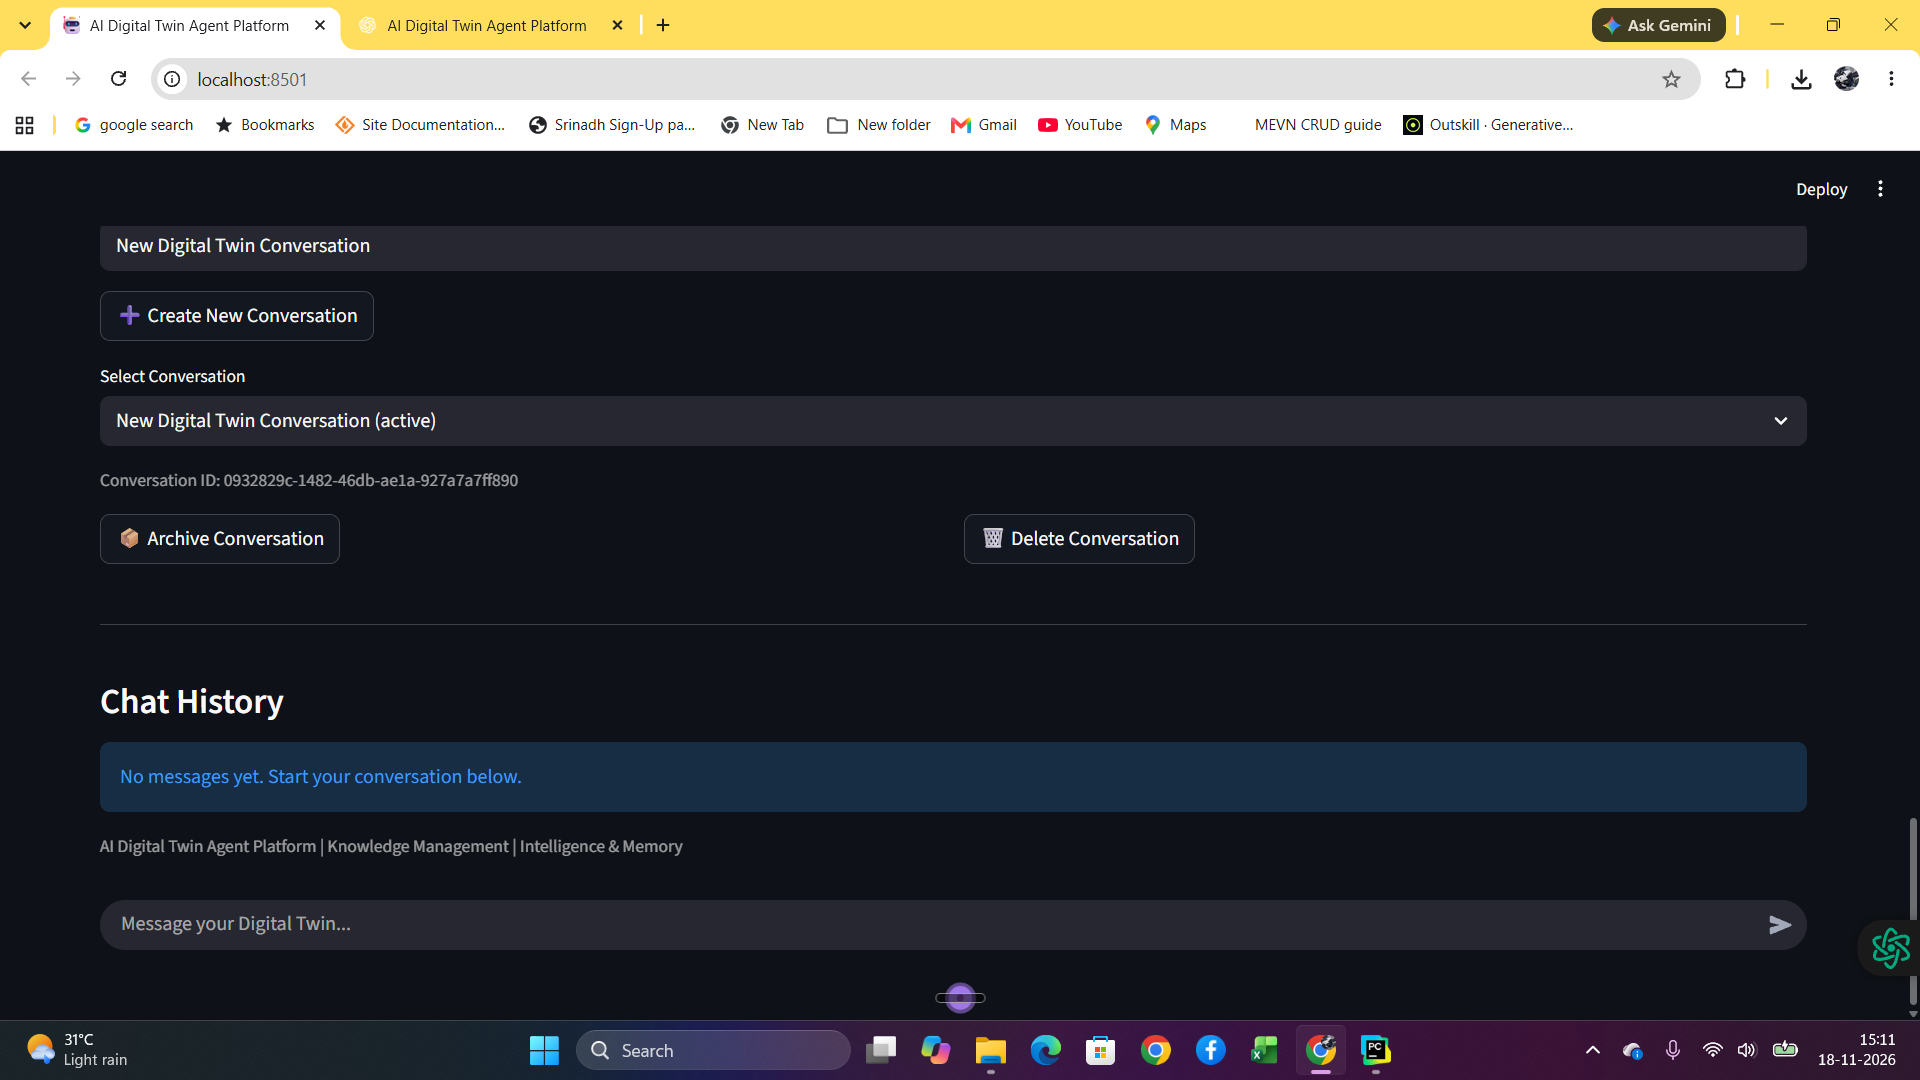 AI Digital Twin Agent Platform
AI Digital Twin Agent Platform
Ask Gemini
localhost:8501
google search
Bookmarks
Site Documentation...
Srinadh Sign-Up pa...
New Tab
New folder
Gmail
YouTube
Maps
MEVN CRUD guide
Outskill · Generative...
Deploy
New Digital Twin Conversation
Create New Conversation
Select Conversation
New Digital Twin Conversation (active)
Conversation ID: 0932829c-1482-46db-ae1a-927a7a7ff890
Archive Conversation
Delete Conversation
Chat History
No messages yet. Start your conversation below.
AI Digital Twin Agent Platform | Knowledge Management | Intelligence & Memory
Message your Digital Twin...
31°C
Light rain
Search
PC
15:11
18-11-2026